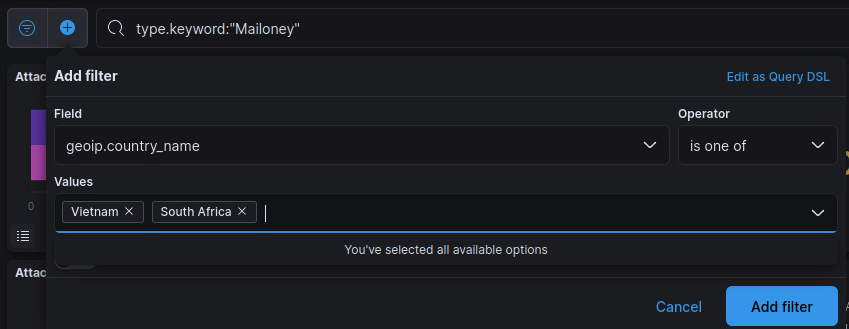 type.keyword:"Mailoney"
Attac
Add filter
Edit as Query DSL
Field
Operator
geoip.country_name
is one of
Values
Vietnam
South Africa
0
You've selected all available options
Attac
Cancel
Add filter